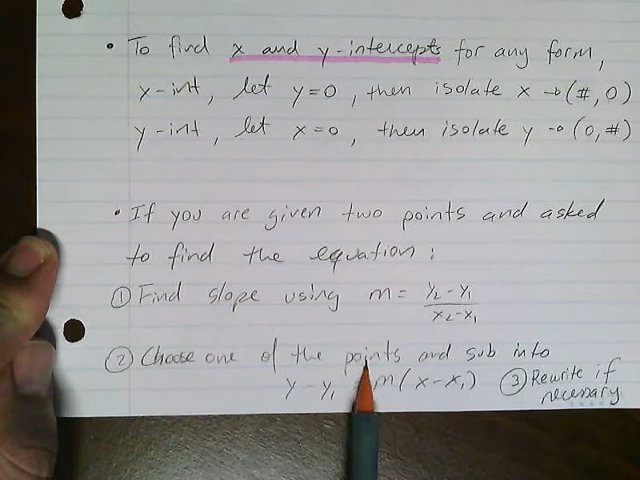 • To find x and y-intercepts for any form,
x-int, let y=0, then isolate x → (#, 0)
y-int, let x=0, then isolate y → (0, #)
• If you are given two points and asked
to find the equation:
① Find slope using m = y₂-y₁ / x₂-x₁
② Choose one of the points and sub into
y-y₁ m(x-x₁) ③ Rewrite if
necessary